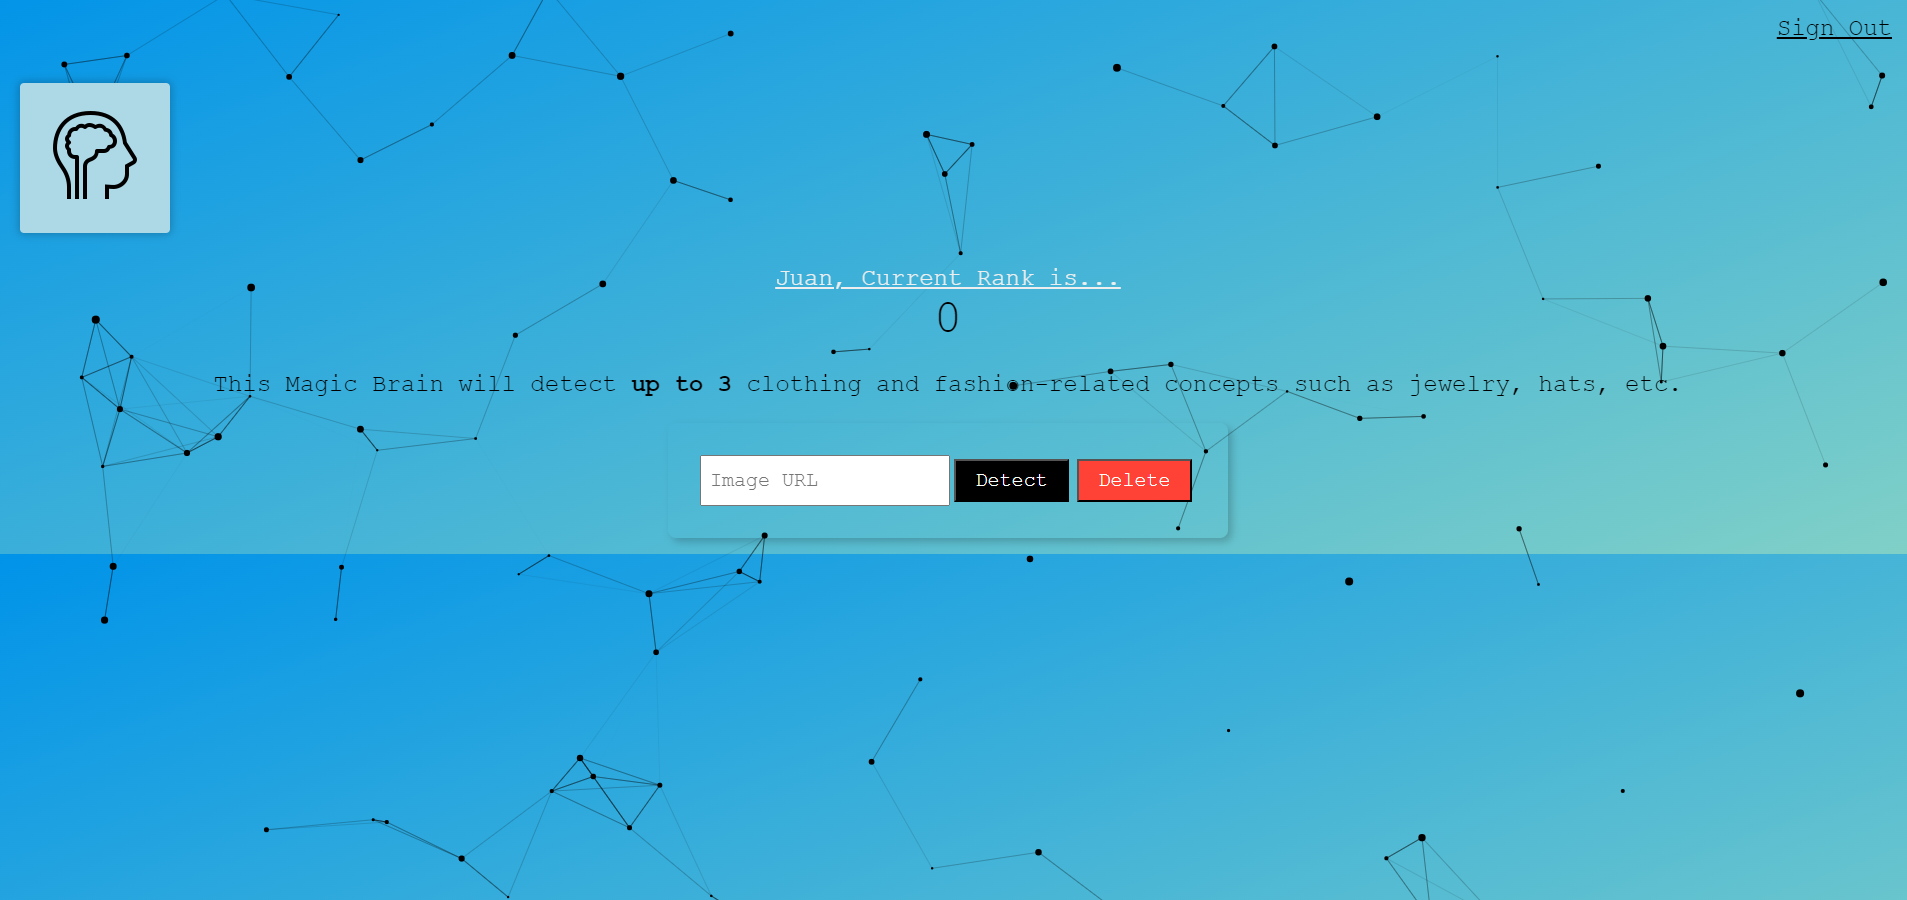 Sign Out
Juan, Current Rank is...
0
This Magic Brain will detect up to 3 clothing and fashion-related concepts such as jewelry, hats, etc.
Image URL Detect Delete